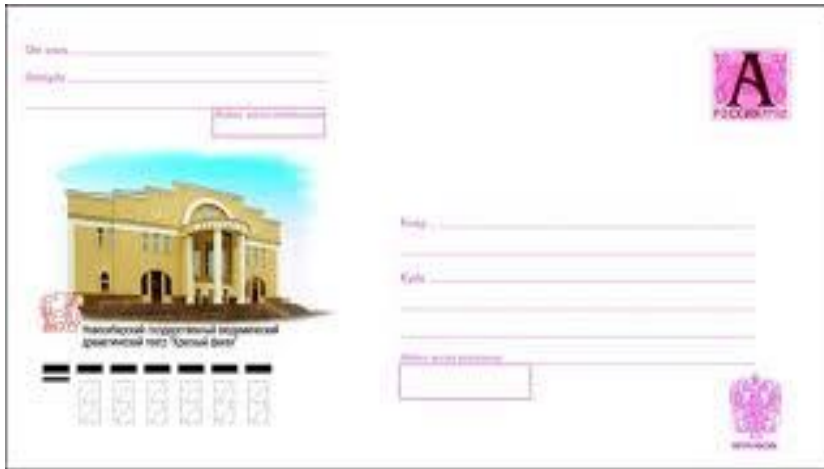 От кого
Откуда
Индекс места отправления
А
РОССИЯ
Кому
Куда
Новосибирский государственный академический
драматический театр "Красный факел"
Индекс места назначения